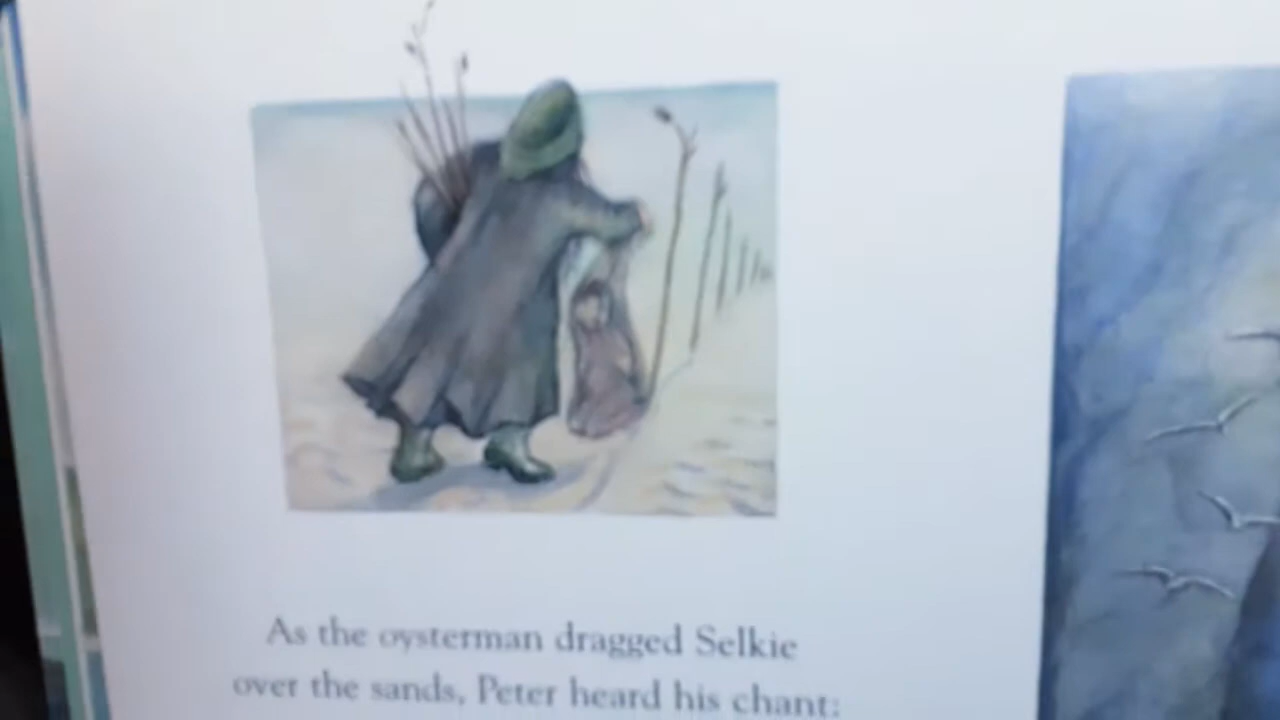 As the oysterman dragged Selkie
over the sands, Peter heard his chant: